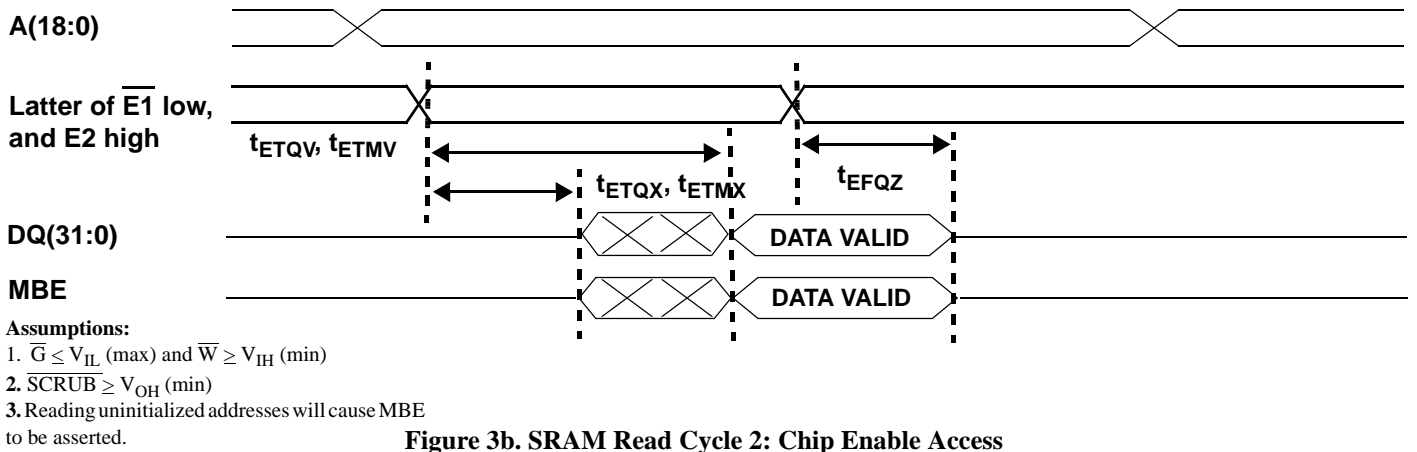 A(18:0)
Latter of E1 low,
and E2 high
tETQV, tETMV
tETQX, tETMX
tEFQZ
DQ(31:0)
DATA VALID
MBE
DATA VALID
Assumptions:
1. G ≤ VIL (max) and W ≥ VIH (min)
2. SCRUB ≥ VOH (min)
3. Reading uninitialized addresses will cause MBE
to be asserted.
Figure 3b. SRAM Read Cycle 2: Chip Enable Access